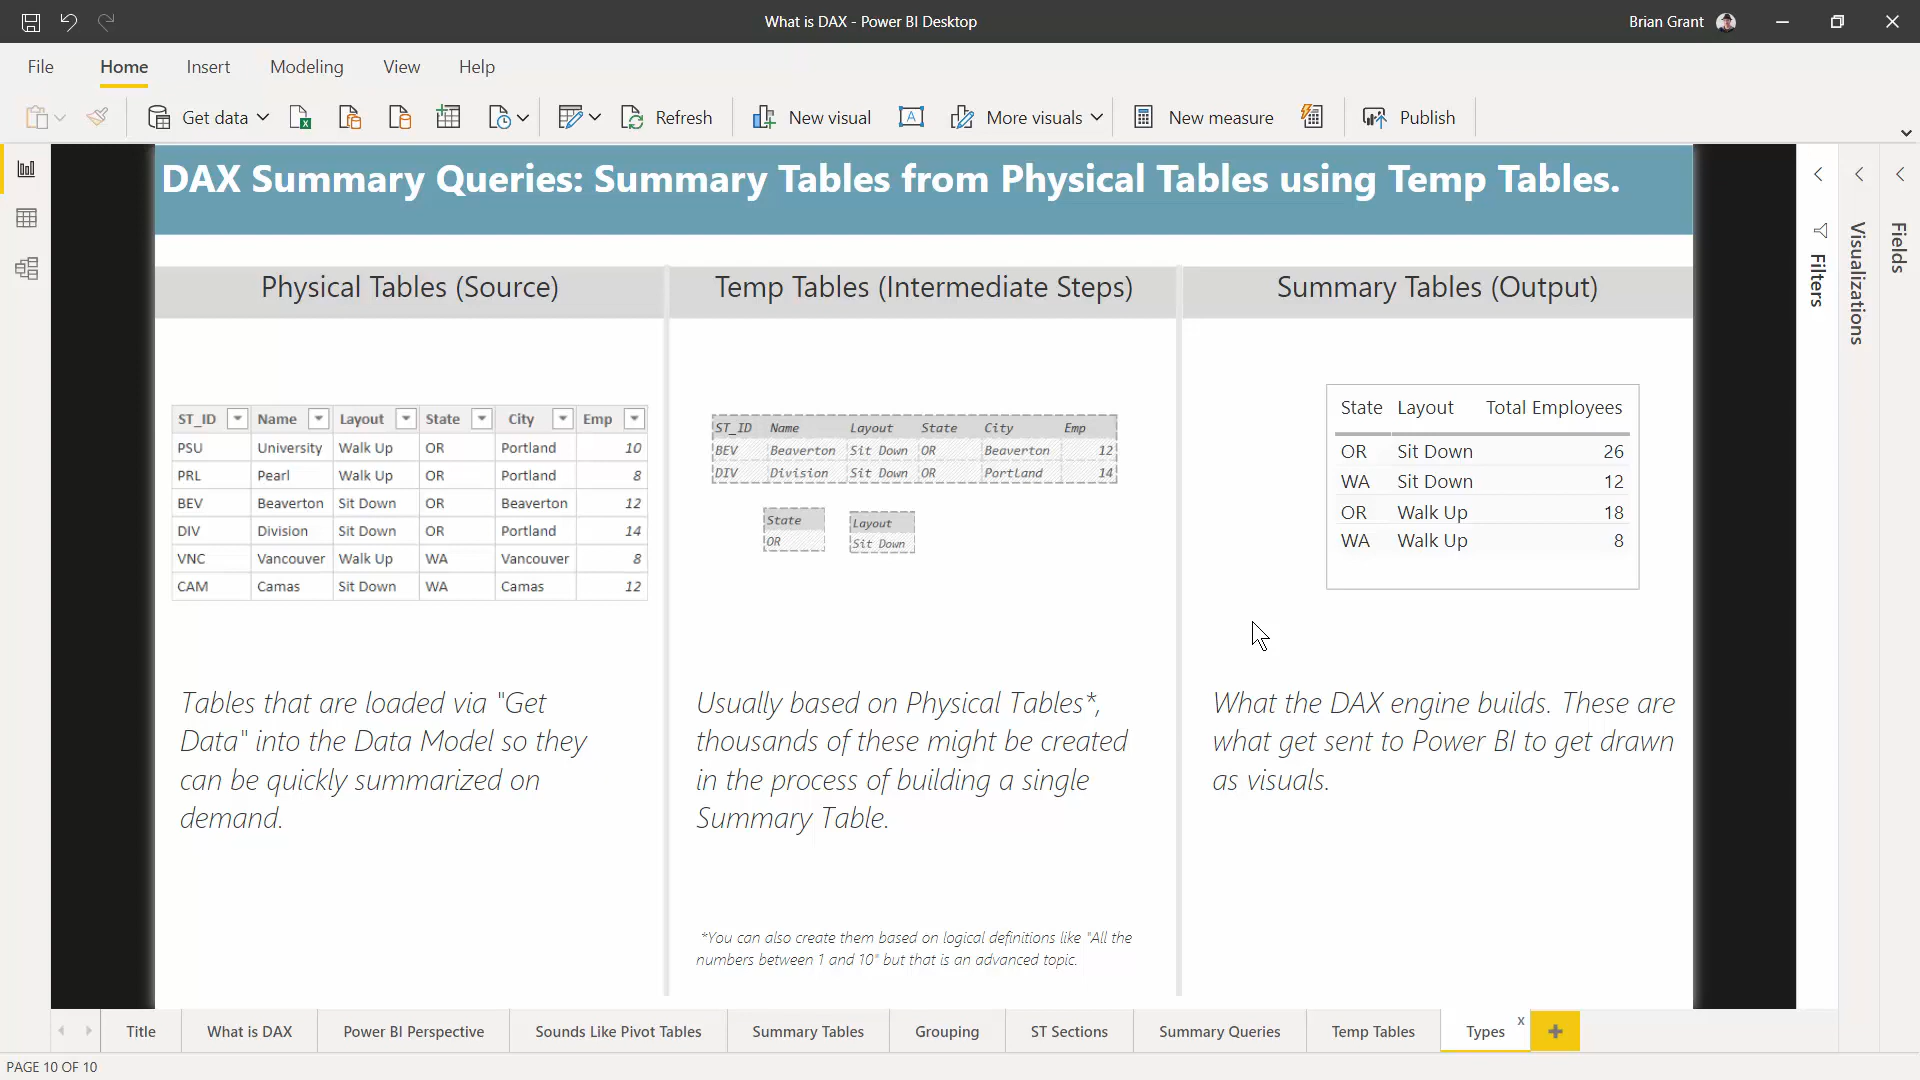 What is DAX - Power BI Desktop
Brian Grant
File Home Insert Modeling View Help
Get data Refresh New visual More visuals New measure Publish
DAX Summary Queries: Summary Tables from Physical Tables using Temp Tables.
Physical Tables (Source)
ST_ID Name Layout State City Emp
PSU University Walk Up OR Portland 10
PRL Pearl Walk Up OR Portland 8
BEV Beaverton Sit Down OR Beaverton 12
DIV Division Sit Down OR Portland 14
VNC Vancouver Walk Up WA Vancouver 8
CAM Camas Sit Down WA Camas 12
Tables that are loaded via "Get
Data" into the Data Model so they
can be quickly summarized on
demand.
Temp Tables (Intermediate Steps)
ST_ID Name Layout State City Emp
BEV Beaverton Sit Down OR Beaverton 12
DIV Division Sit Down OR Portland 14
State
OR
Layout
Sit Down
Usually based on Physical Tables*,
thousands of these might be created
in the process of building a single
Summary Table.
*You can also create them based on logical definitions like "All the
numbers between 1 and 10" but that is an advanced topic.
Summary Tables (Output)
State Layout Total Employees
OR Sit Down 26
WA Sit Down 12
OR Walk Up 18
WA Walk Up 8
What the DAX engine builds. These are
what get sent to Power BI to get drawn
as visuals.
Filters
Visualizations
Fields
Title What is DAX Power BI Perspective Sounds Like Pivot Tables Summary Tables Grouping ST Sections Summary Queries Temp Tables Types x
PAGE 10 OF 10